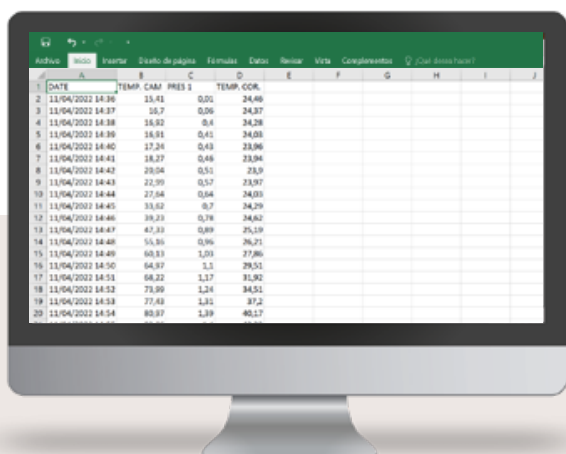 Archivo Inicio Insertar Diseño de página Fórmulas Datos Revisar Vista Complementos ¿Qué desea hacer?
A B C D E F G H I J
1 DATE TEMP. CAM PRES 1 TEMP. COR.
2 11/04/2022 14:36 15,41 0,01 24,46
3 11/04/2022 14:37 16,7 0,06 24,37
4 11/04/2022 14:38 16,92 0,4 24,28
5 11/04/2022 14:39 16,91 0,41 24,03
6 11/04/2022 14:40 17,24 0,43 23,96
7 11/04/2022 14:41 18,27 0,46 23,94
8 11/04/2022 14:42 20,04 0,51 23,9
9 11/04/2022 14:43 22,99 0,57 23,97
10 11/04/2022 14:44 27,64 0,64 24,03
11 11/04/2022 14:45 33,02 0,7 24,29
12 11/04/2022 14:46 39,23 0,78 24,62
13 11/04/2022 14:47 47,33 0,89 25,19
14 11/04/2022 14:48 55,16 0,96 26,21
15 11/04/2022 14:49 60,13 1,03 27,86
16 11/04/2022 14:50 64,97 1,1 29,51
17 11/04/2022 14:51 68,22 1,17 31,92
18 11/04/2022 14:52 73,99 1,24 34,51
19 11/04/2022 14:53 77,43 1,31 37,2
20 11/04/2022 14:54 80,97 1,39 40,17